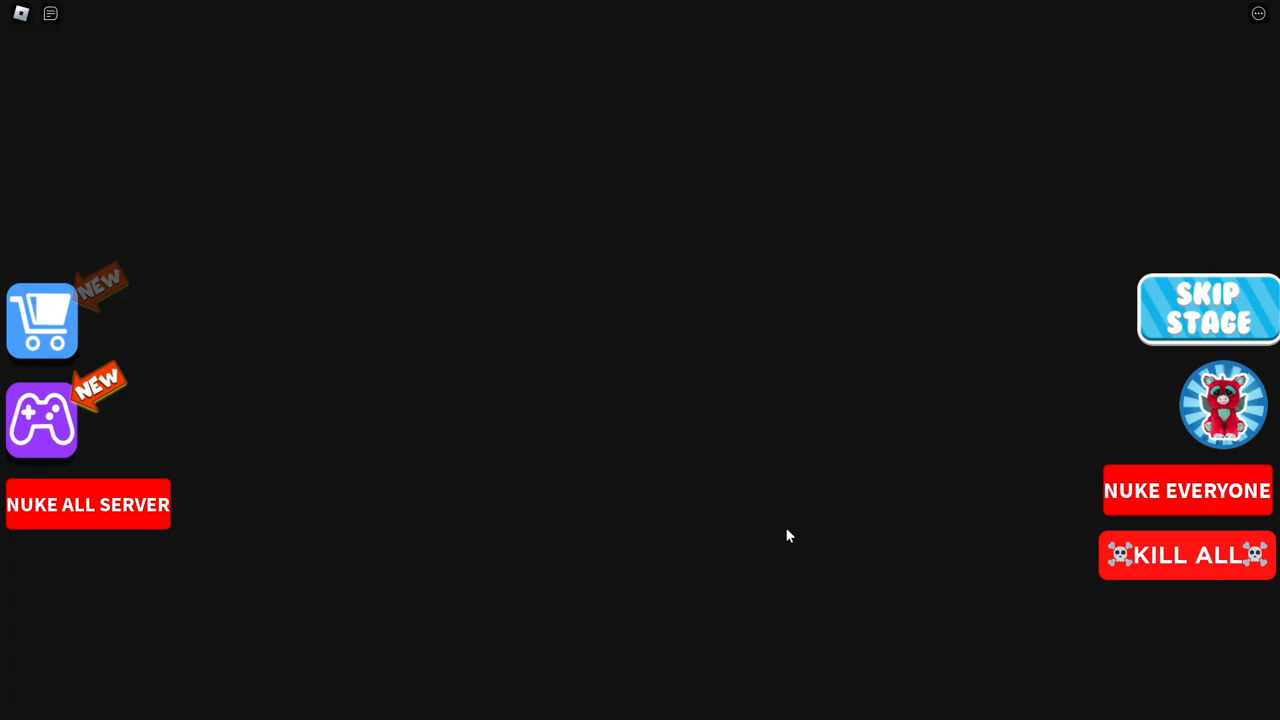 NEW
NEW
NUKE ALL SERVER
SKIP
STAGE
NUKE EVERYONE
☠️KILL ALL☠️